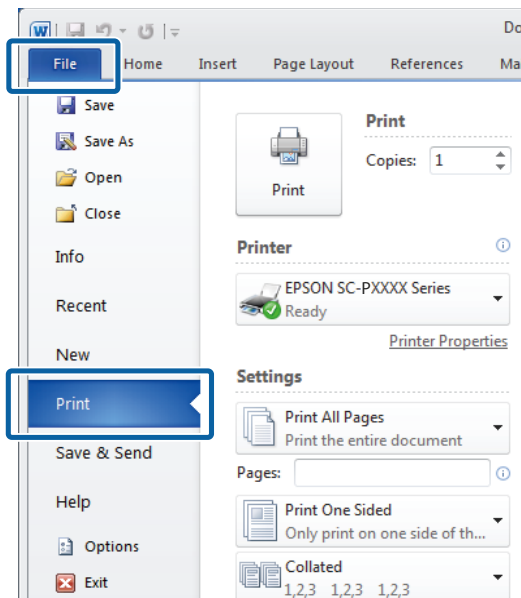 W
Do
File Home Insert Page Layout References Ma
Save
Save As
Open
Close
Info
Recent
New
Print
Save & Send
Help
Options
Exit
Print
Print
Copies: 1
Printer
EPSON SC-PXXXX Series
Ready
Printer Properties
Settings
Print All Pages
Print the entire document
Pages:
Print One Sided
Only print on one side of th...
Collated
1,2,3 1,2,3 1,2,3